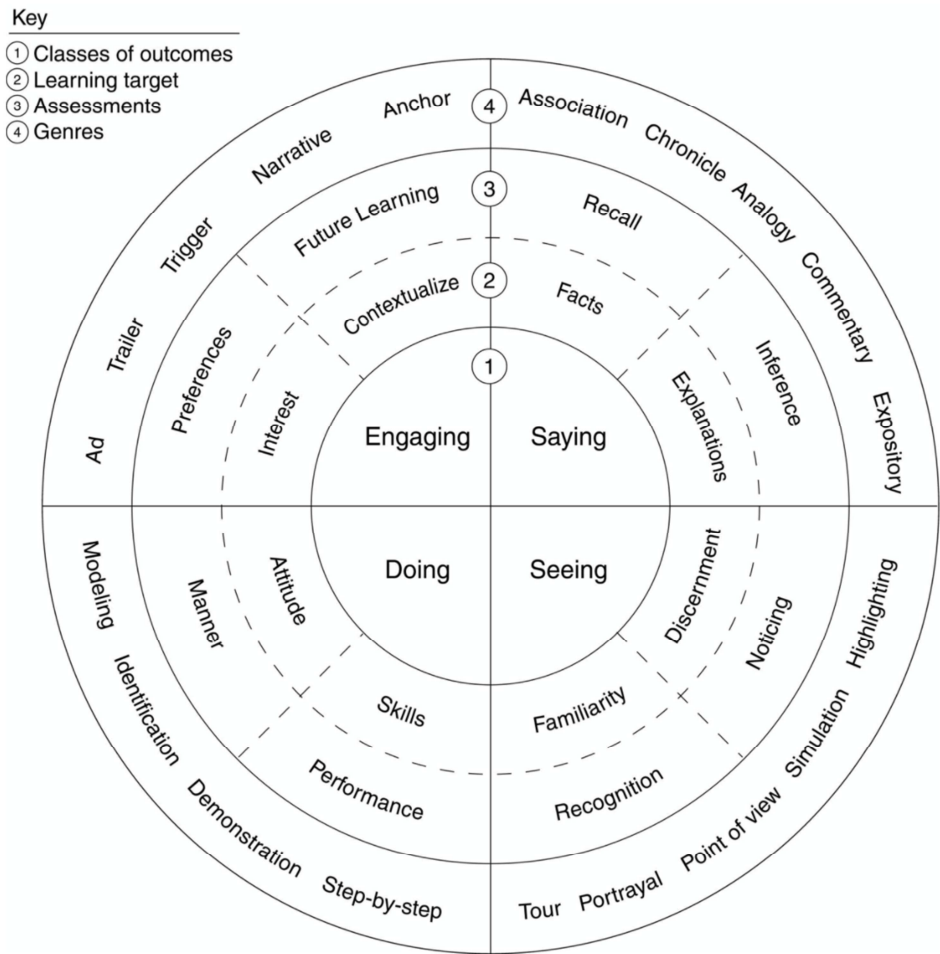 Key
1 Classes of outcomes
2 Learning target
3 Assessments
4 Genres
Ad
Trailer
Trigger
Narrative
Anchor
4
Association
Chronicle
Analogy
Commentary
Expository
Preferences
Future Learning
3
Recall
Inference
Interest
Contextualize
2
Facts
Explanations
1
Engaging
Saying
Doing
Seeing
Attitude
Skills
Familiarity
Discernment
Manner
Performance
Recognition
Noticing
Modeling
Identification
Demonstration
Step-by-step
Tour
Portrayal
Point of view
Simulation
Highlighting